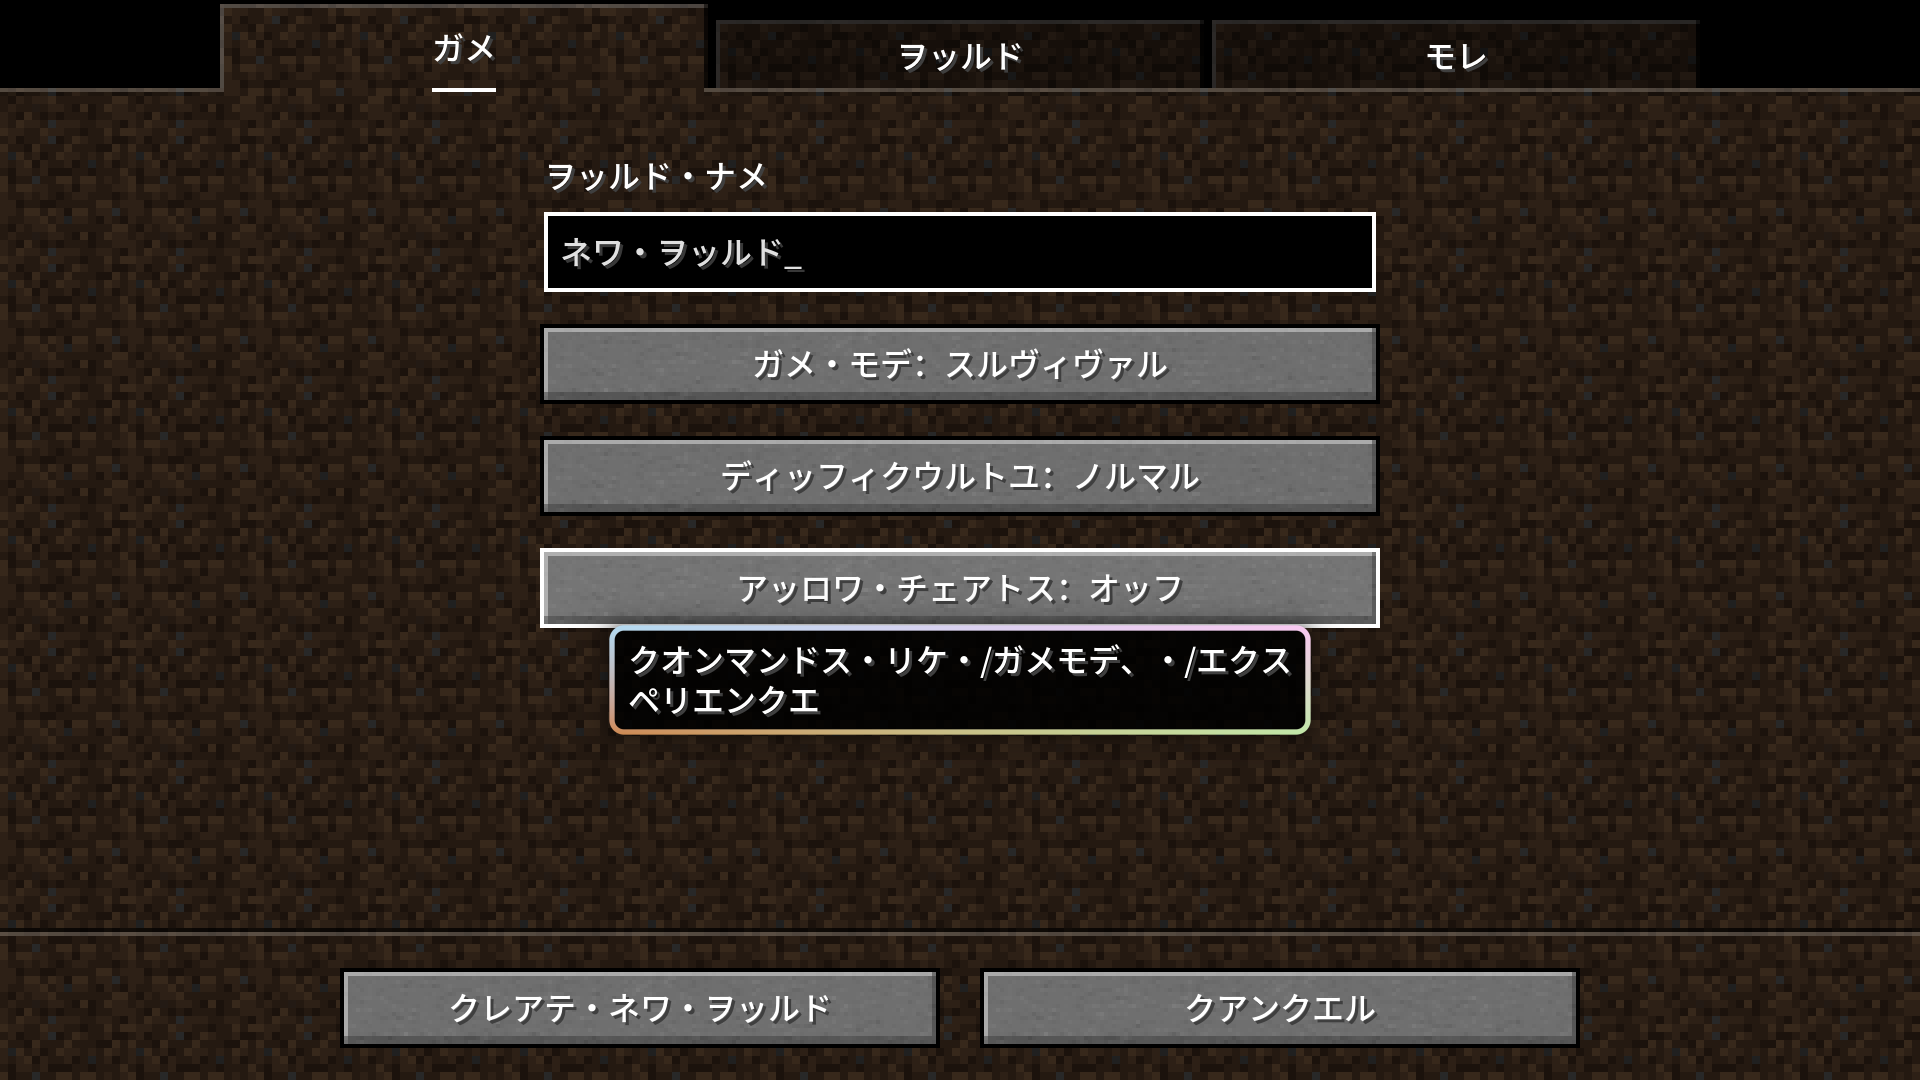 ガメ
ヲッルド
モレ
ヲッルド・ナメ
ネワ・ヲッルド_
ガメ・モデ: スルヴィヴァル
ディッフィクウルトユ: ノルマル
アッロワ・チェアトス: オッフ
クオンマンドス・リケ・/ガメモデ、・/エクス
ペリエンクエ
クレアテ・ネワ・ヲッルド
クアンクエル